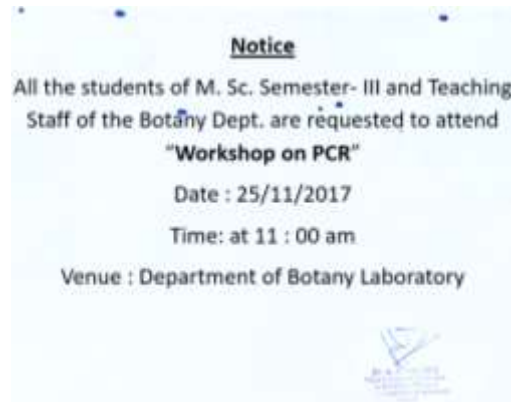 Notice
All the students of M. Sc. Semester- III and Teaching
Staff of the Botany Dept. are requested to attend
"Workshop on PCR"
Date : 25/11/2017
Time: at 11 : 00 am
Venue : Department of Botany Laboratory